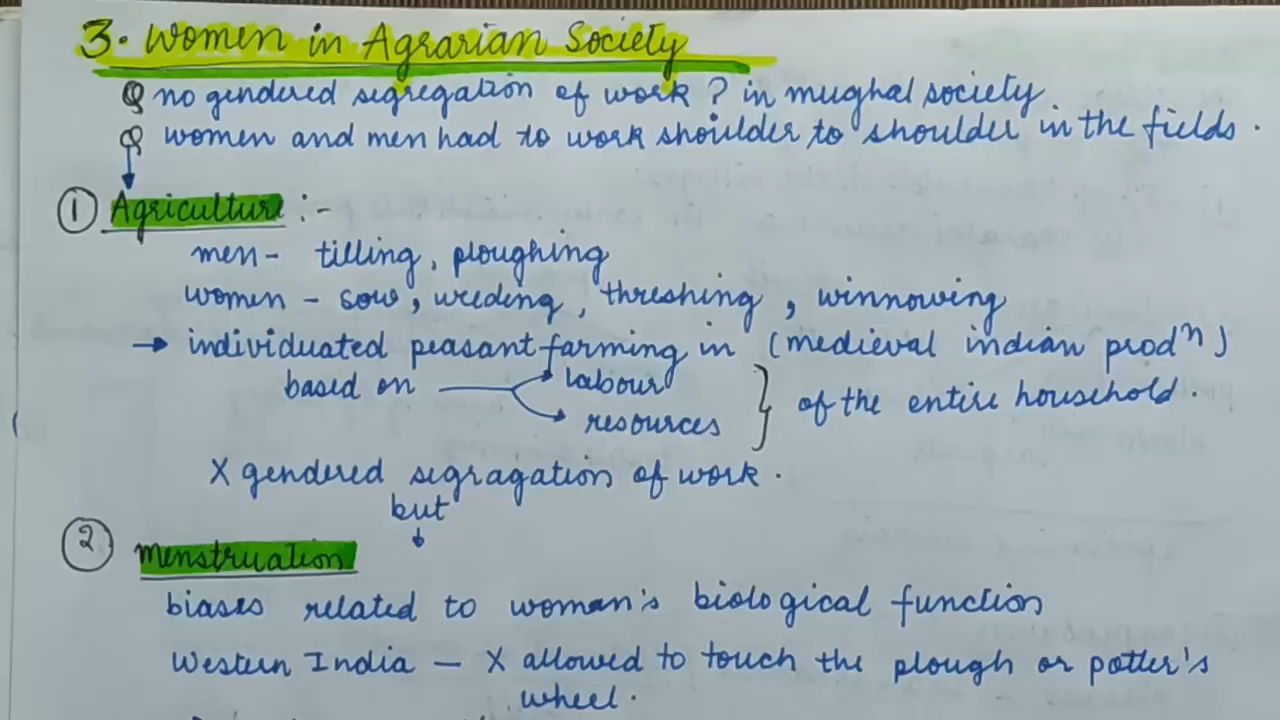 3. Women in Agrarian Society
Q no gendered segregation of work ? in mughal society
Q women and men had to work shoulder to shoulder in the fields .
① Agriculture :-
men - tilling, ploughing
women - sow, weeding, threshing, winnowing
→ individuated peasant farming in (medieval indian prodⁿ)
based on labour
resources } of the entire household.
X gendered segragation of work .
but
② menstruation
biases related to woman's biological function
Western India - X allowed to touch the plough or potter's
wheel.